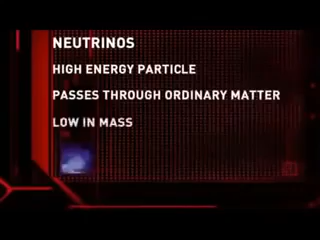 NEUTRINOS
HIGH ENERGY PARTICLE
PASSES THROUGH ORDINARY MATTER
LOW IN MASS